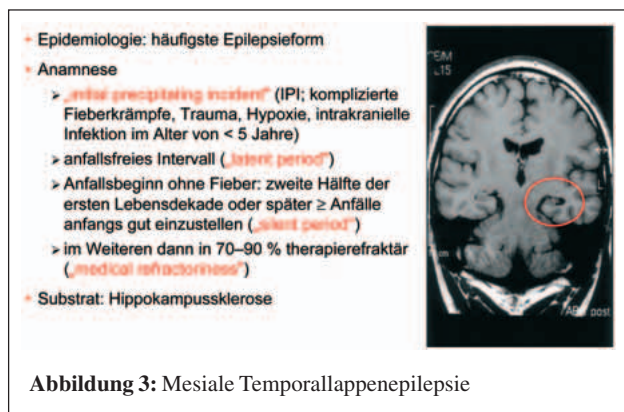 Epidemiologie: häufigste Epilepsieform
Anamnese
„initial precipitating incident“ (IPI; komplizierte
Fieberkrämpfe, Trauma, Hypoxie, intrakranielle
Infektion im Alter von < 5 Jahre)
anfallsfreies Intervall („latent period“)
Anfallsbeginn ohne Fieber: zweite Hälfte der
ersten Lebensdekade oder später ≥ Anfälle
anfangs gut einzustellen („silent period“)
im Weiteren dann in 70–90 % therapierefraktär
(„medical refractoriness“)
Substrat: Hippokampussklerose
L15
post
Abbildung 3: Mesiale Temporallappenepilepsie